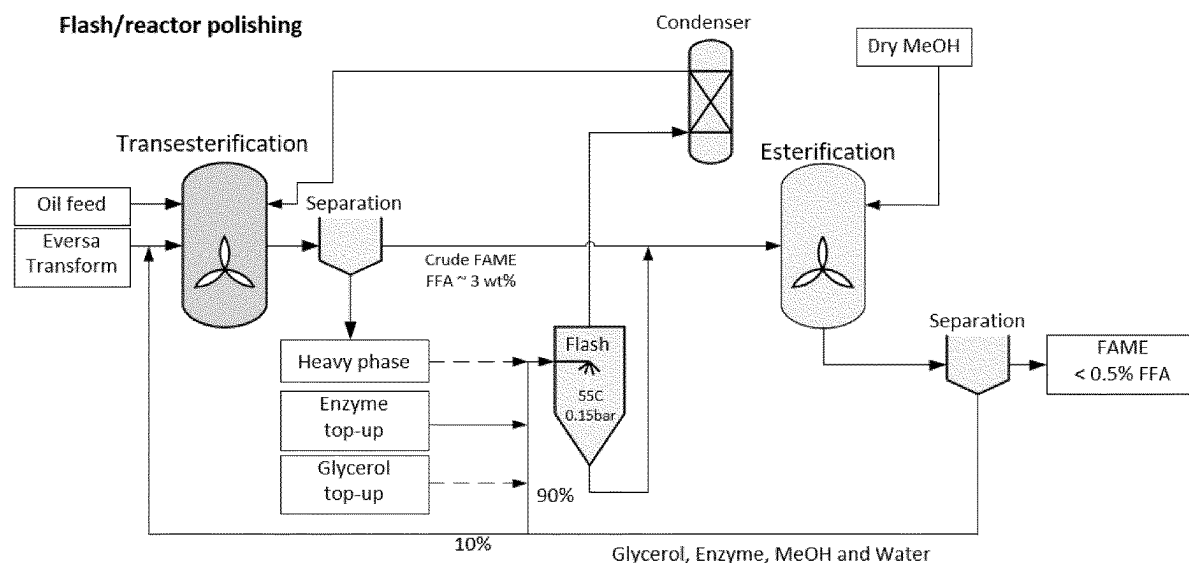 Flash/reactor polishing
Condenser
Dry MeOH
Transesterification
Esterification
Oil feed
Separation
Eversa
Transform
Crude FAME
FFA ~ 3 wt%
Separation
Heavy phase
Flash
55C
0.15bar
FAME
< 0.5% FFA
Enzyme
top-up
Glycerol
top-up
90%
10%
Glycerol, Enzyme, MeOH and Water